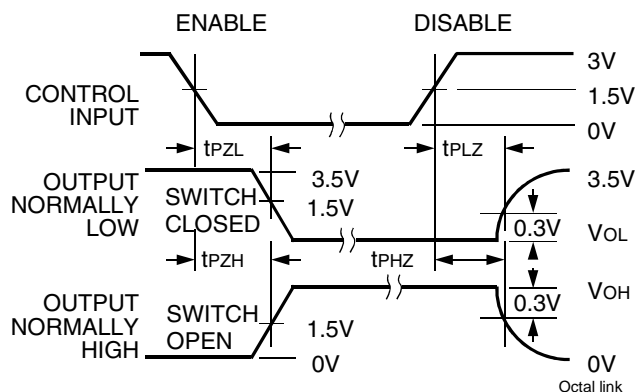 ENABLE DISABLE
3V
CONTROL
INPUT
1.5V
0V
tPZL tPLZ
OUTPUT
NORMALLY
LOW
SWITCH
CLOSED
3.5V
1.5V
3.5V
0.3V
VOL
tPZH tPHZ
OUTPUT
NORMALLY
HIGH
SWITCH
OPEN
1.5V
0V
0.3V
VOH
0V
Octal link